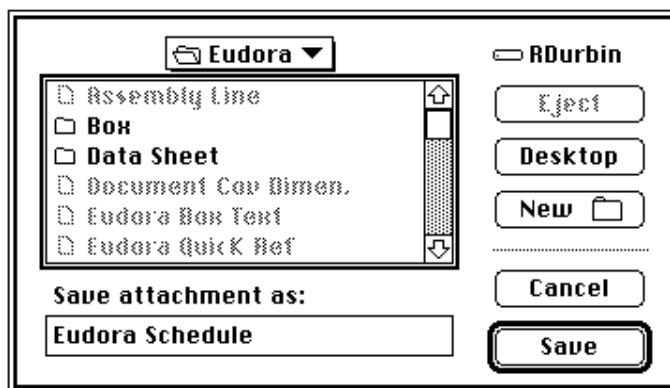 Eudora
RDurbin
Assembly Line
Box
Data Sheet
Document Cov Dimen.
Eudora Box Text
Eudora QuicK Ref
Eject
Desktop
New
Save attachment as:
Eudora Schedule
Cancel
Save